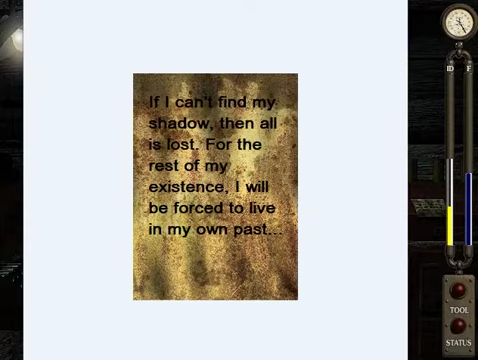 If I can't find my
shadow, then all
is lost. For the
rest of my
existence, I will
be forced to live
in my own past...
ID F
TOOL
STATUS